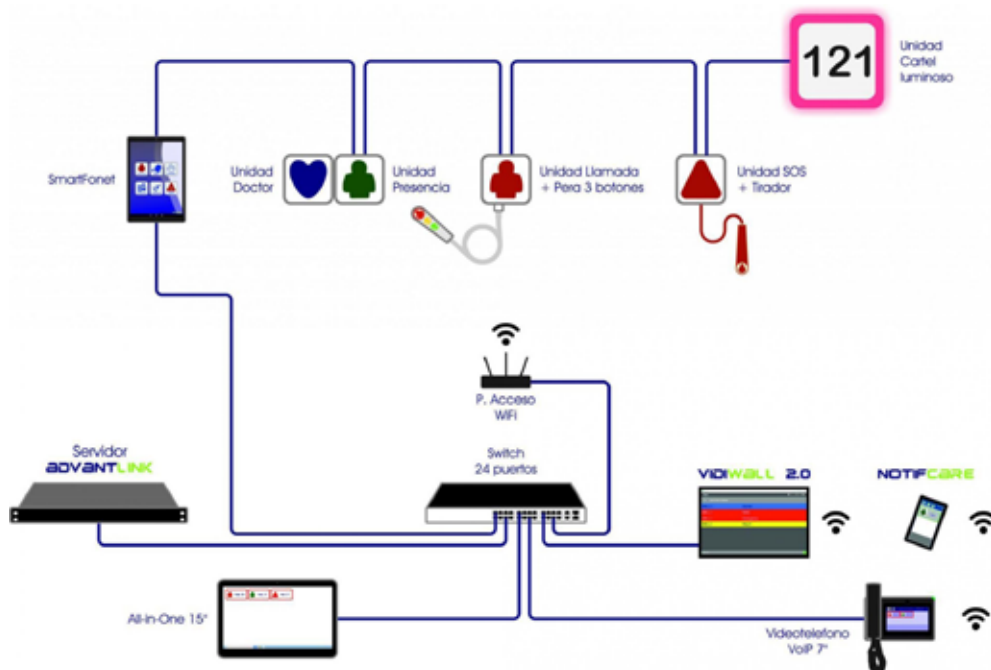 121
Unidad
Cartel
luminoso
SmartFonet
Unidad
Doctor
Unidad
Presencia
Unidad Llamada
+ Pera 3 botones
Unidad SOS
+ Tirador
P. Acceso
WiFi
Servidor
ADVANTLINK
Switch
24 puertos
VIDIWALL 2.0
NOTIFCARE
All-In-One 15"
Videotelefono
VoIP 7"